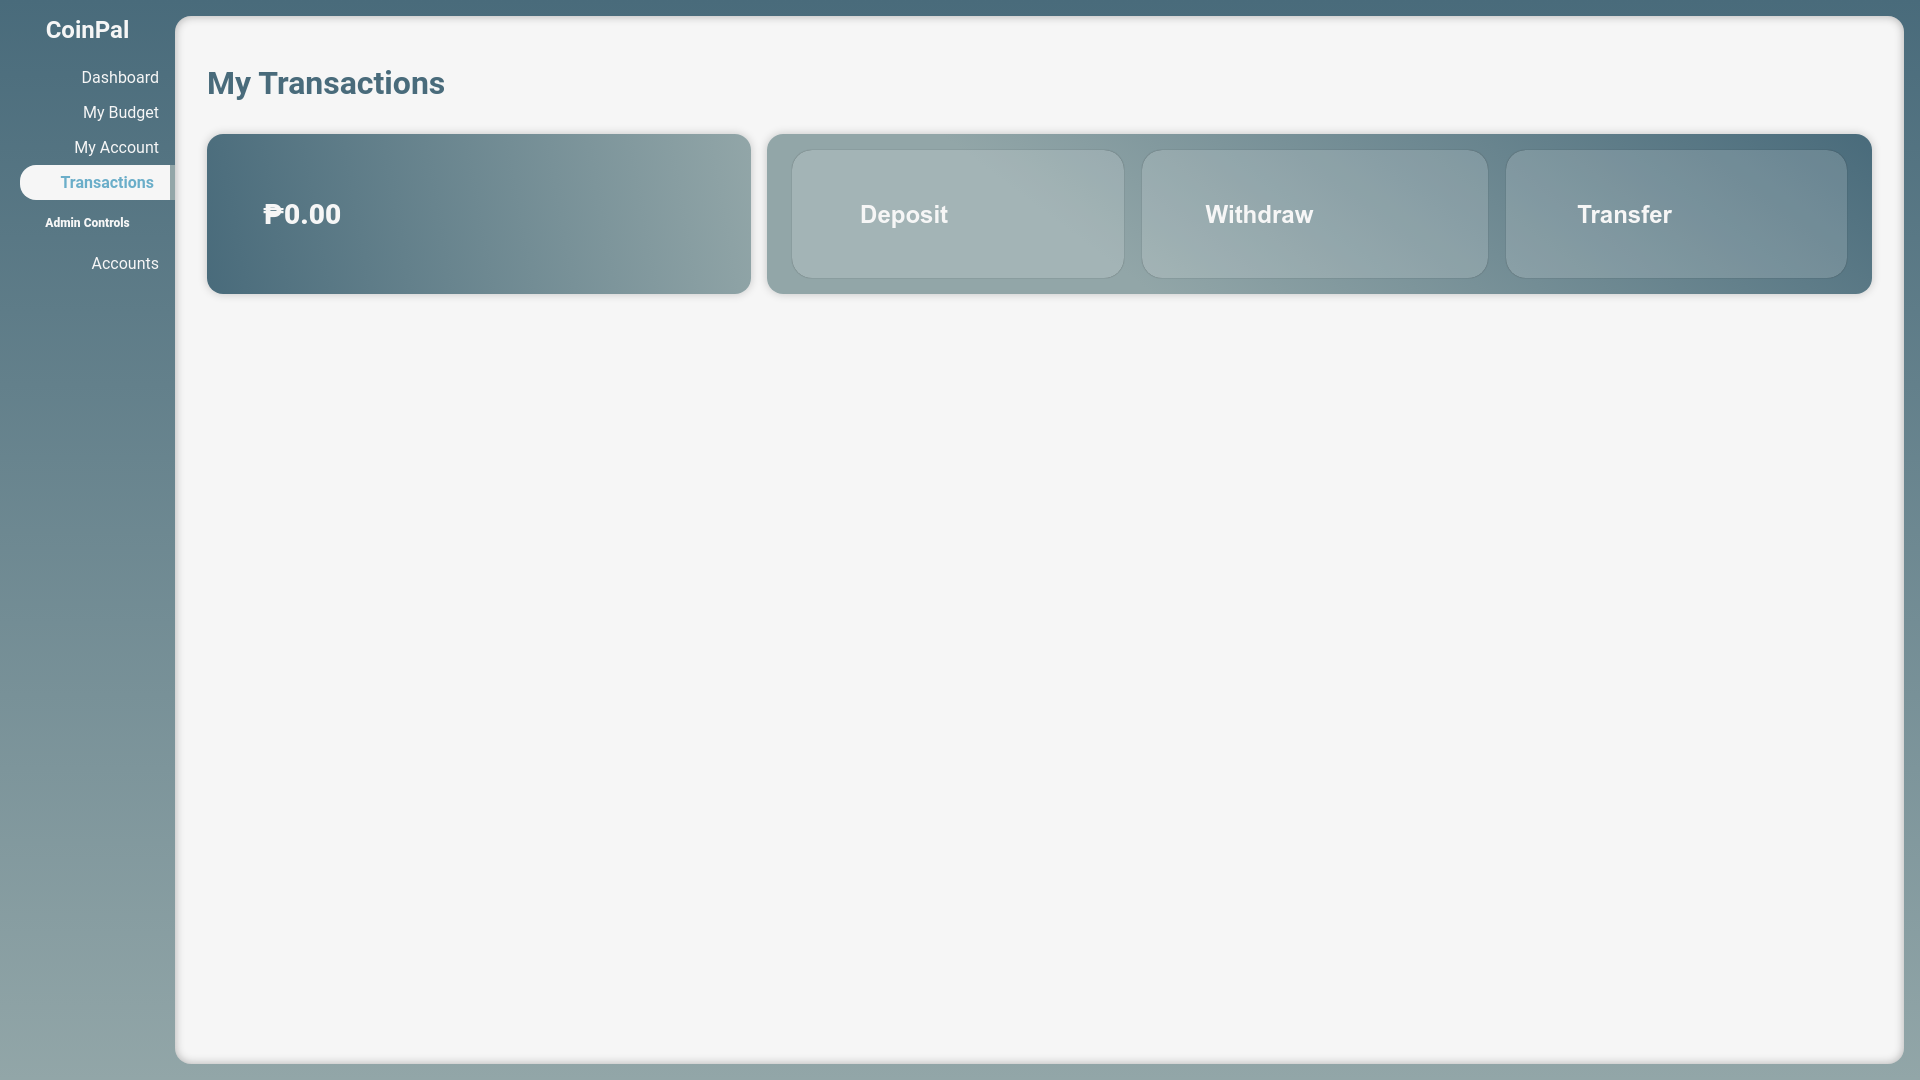 CoinPal
Dashboard
My Budget
My Account
Transactions
Admin Controls
Accounts
My Transactions
₱0.00
Deposit
Withdraw
Transfer